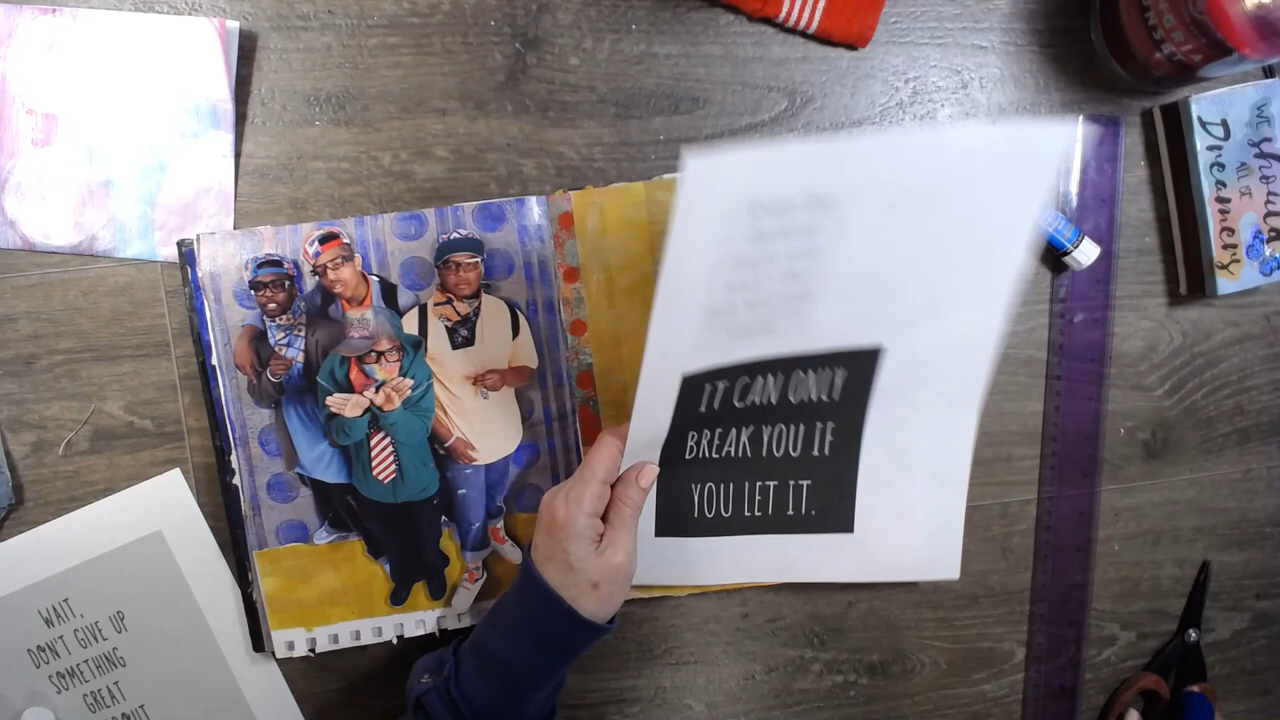 IT CAN ONLY
BREAK YOU IF
YOU LET IT.
WAIT,
DON'T GIVE UP
SOMETHING
GREAT
WE
should
ALL BE
Dreamers